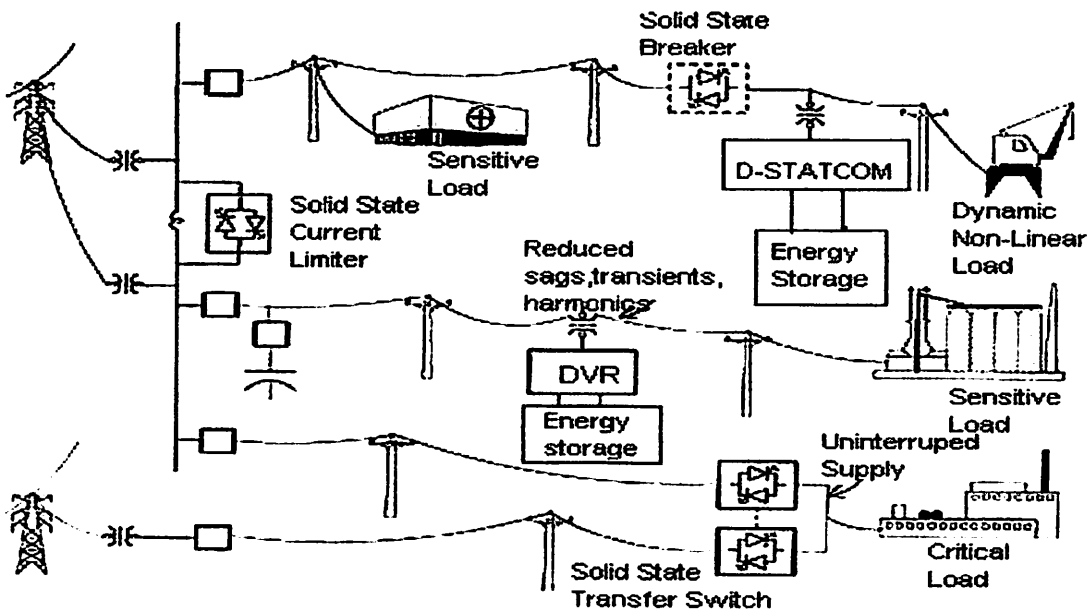 Solid State
Breaker
Sensitive
Load
D-STATCOM
Solid State
Current
Limiter
Energy
Storage
Dynamic
Non-Linear
Load
Reduced
sags,transients,
harmonics
DVR
Energy
storage
Sensitive
Load
Uninterruped
Supply
Critical
Load
Solid State
Transfer Switch